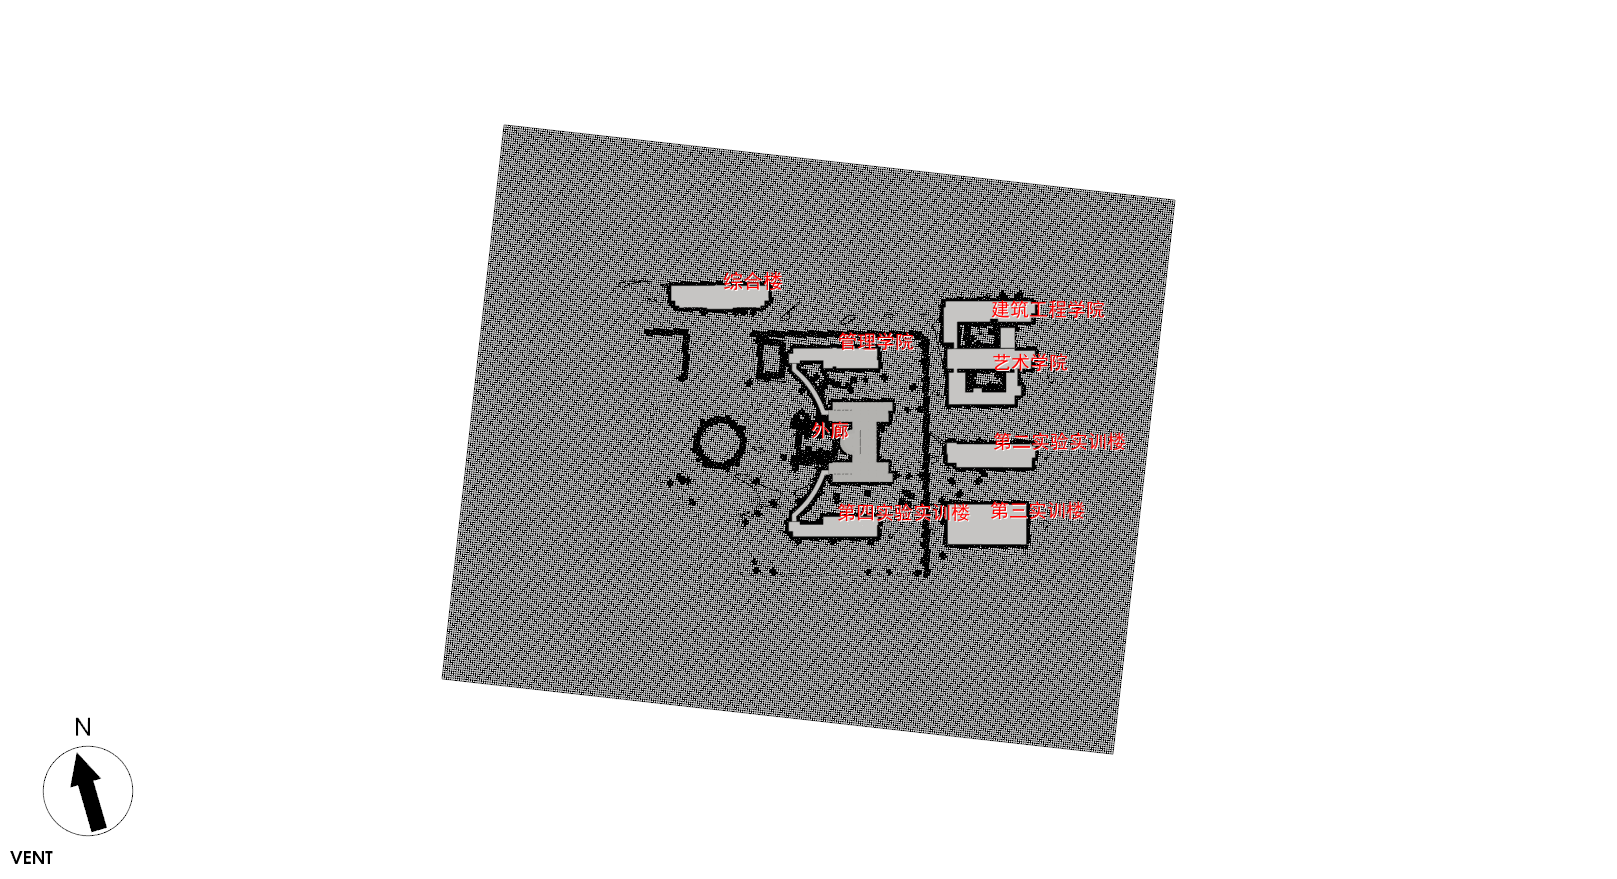 综合楼
建筑工程学院
管理学院
艺术学院
外廊
第二实验实训楼
第三实训楼
第四实验实训楼
N
VENT